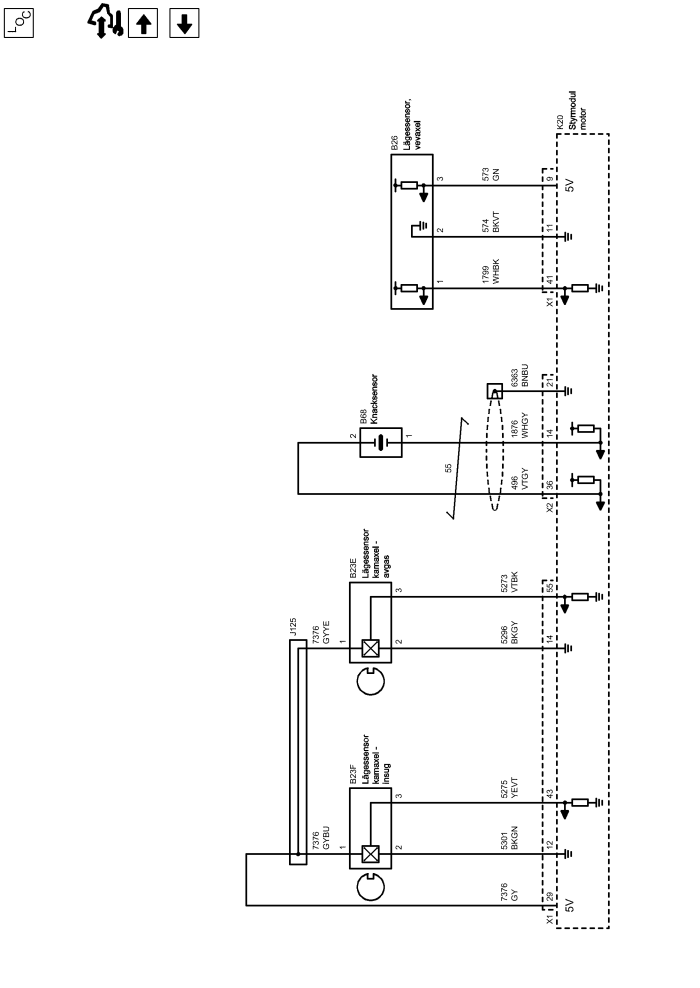 LOC
K20
Styrmodul
motor
B26
Lägessensor,
vevaxel
3
573
GN
9
5V
2
574
BKVT
11
1
1799
WHBK
41
X1
6363
BNBU
21
B68
Knacksensor
2
1
1876
WHGY
14
55
496
VTGY
36
X2
B23E
Lägessensor
kamaxel -
avgas
3
5273
VTBK
55
J125
7376
GYYE
1
2
5296
BKGY
14
B23F
Lägessensor
kamaxel -
insug
3
5275
YEVT
43
7376
GYBU
1
2
5301
BKGN
12
7376
GY
29
5V
X1